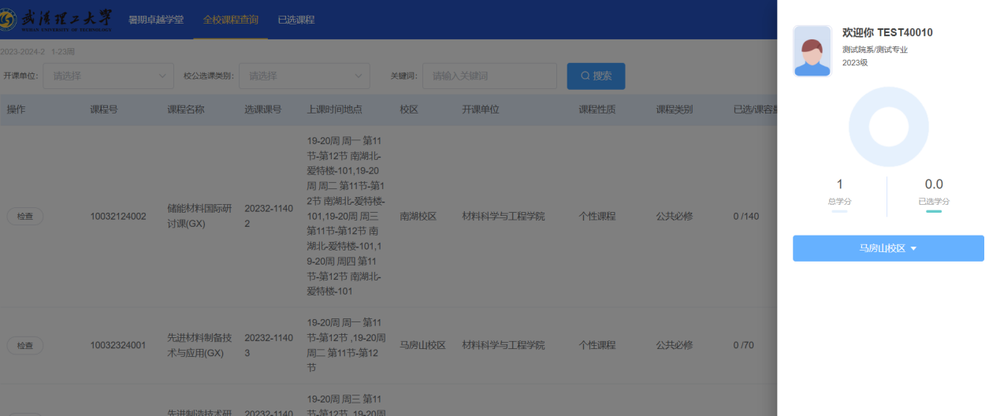 武汉理工大学
WUHAN UNIVERSITY OF TECHNOLOGY
暑期卓越学堂 全校课程查询 已选课程
2023-2024-2 1-23周
开课单位: 请选择 校公选课类别: 请选择 关键词: 请输入关键词 搜索
操作 课程号 课程名称 选课课号 上课时间地点 校区 开课单位 课程性质 课程类别 已选/课容量
19-20周 周一 第11
节-第12节 南湖北-
爱特楼-101,19-20
周 周二 第11节-第1
2节 南湖北-爱特楼-
101,19-20周 周三
第11节-第12节 南
湖北-爱特楼-101,1
9-20周 周四 第11
节-第12节 南湖北-
爱特楼-101
检查 10032124002 储能材料国际研
讨课(GX) 20232-1140
2 南湖校区 材料科学与工程学院 个性课程 公共必修 0 /140
19-20周 周一 第11
节-第12节 ,19-20周
周二 第11节-第12
节
检查 10032324001 先进材料制备技
术与应用(GX) 20232-1140
3 马房山校区 材料科学与工程学院 个性课程 公共必修 0 /70
19-20周 周三 第11
先进制造技术研 20232-1140 节-第12节 ,19-20周
欢迎你 TEST40010
测试院系/测试专业
2023级
1 0.0
总学分 已选学分
马房山校区